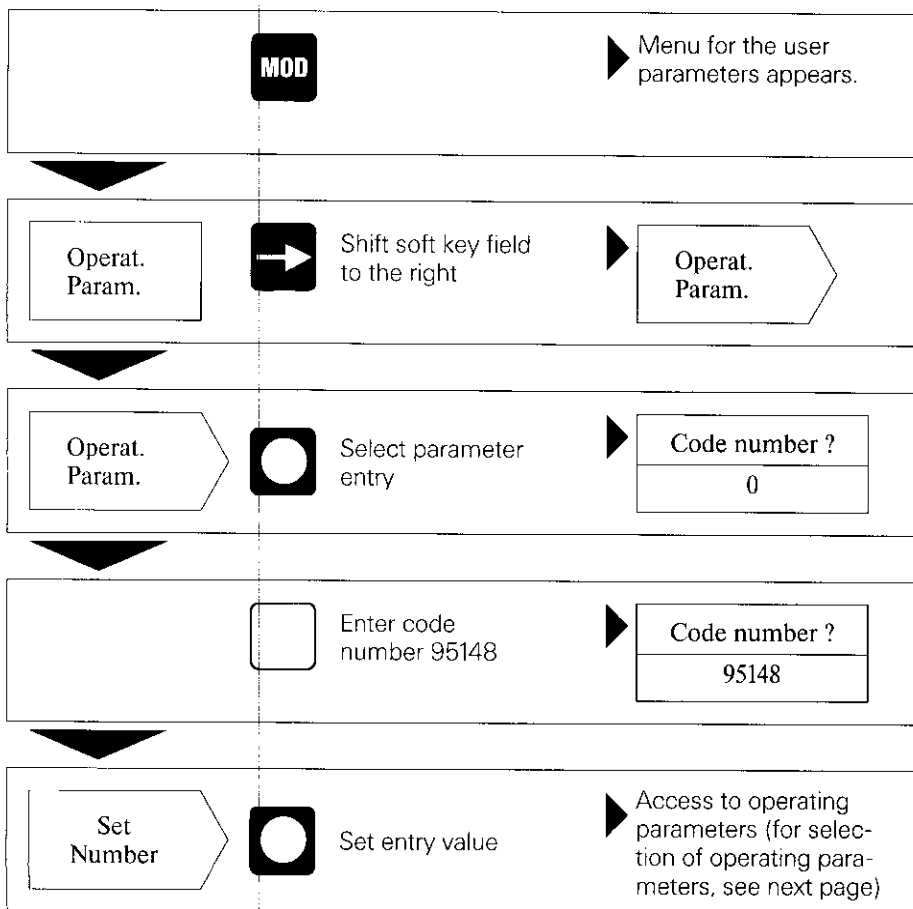 MOD
Menu for the user
parameters appears.
Operat.
Param.
Shift soft key field
to the right
Operat.
Param.
Operat.
Param.
Select parameter
entry
Code number ?
0
Enter code
number 95148
Code number ?
95148
Set
Number
Set entry value
Access to operating
parameters (for selec-
tion of operating para-
meters, see next page)